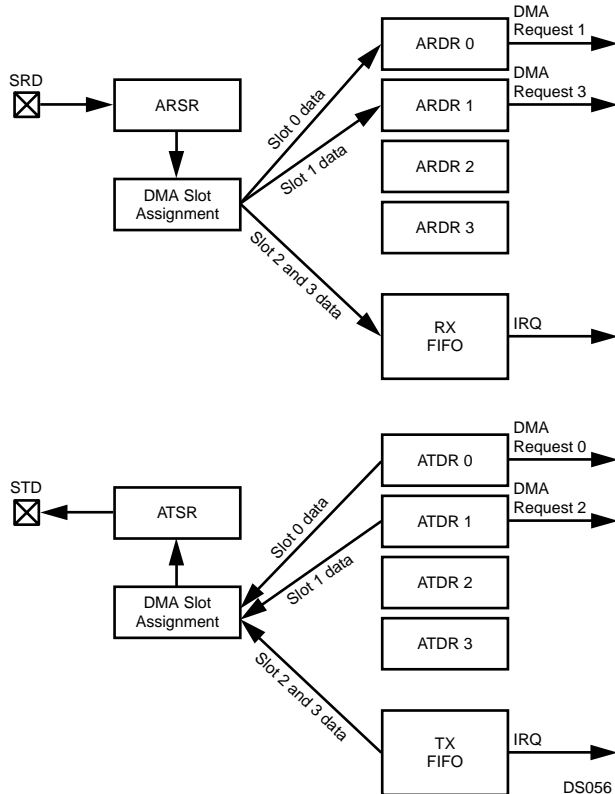 SRD
ARSR
DMA Slot
Assignment
Slot 0 data
Slot 1 data
Slot 2 and 3 data
ARDR 0
DMA
Request 1
ARDR 1
DMA
Request 3
ARDR 2
ARDR 3
RX
FIFO
IRQ
STD
ATSR
DMA Slot
Assignment
Slot 0 data
Slot 1 data
Slot 2 and 3 data
ATDR 0
DMA
Request 0
ATDR 1
DMA
Request 2
ATDR 2
ATDR 3
TX
FIFO
IRQ
DS056